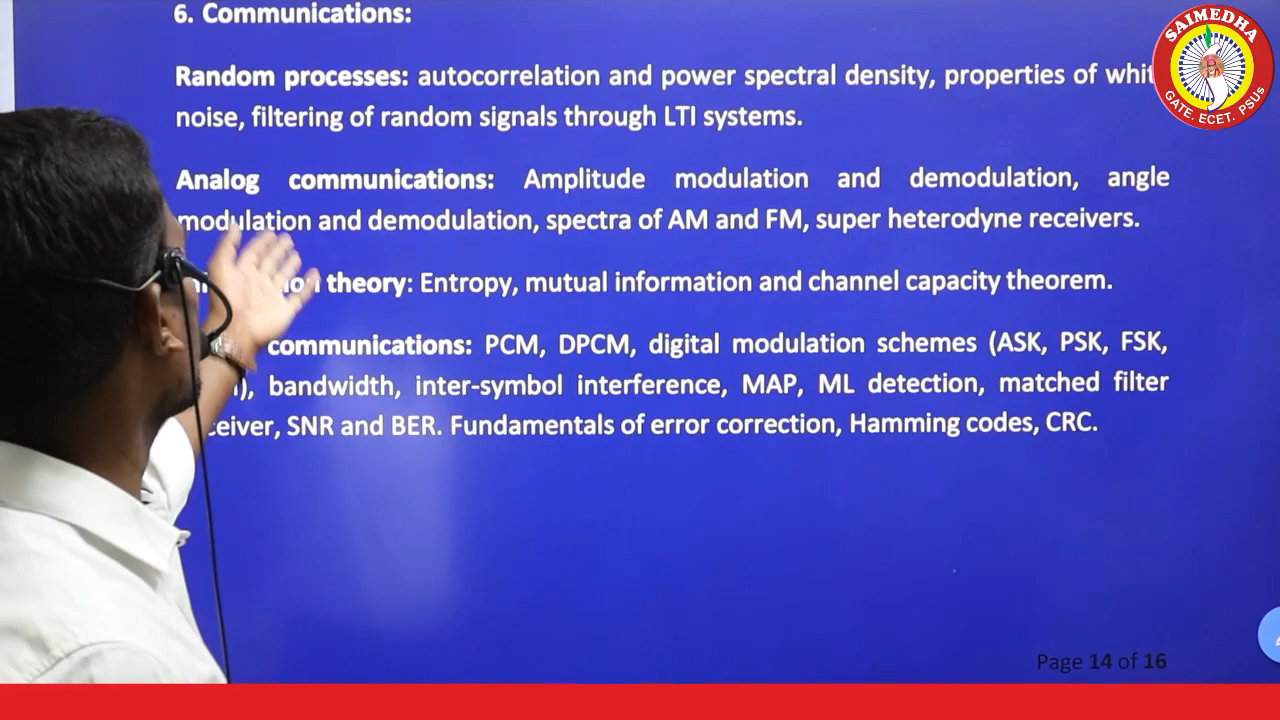 6. Communications:
Random processes: autocorrelation and power spectral density, properties of whit
noise, filtering of random signals through LTI systems.
Analog communications: Amplitude modulation and demodulation, angle
modulation and demodulation, spectra of AM and FM, super heterodyne receivers.
theory: Entropy, mutual information and channel capacity theorem.
communications: PCM, DPCM, digital modulation schemes (ASK, PSK, FSK,
bandwidth, inter-symbol interference, MAP, ML detection, matched filter
ceiver, SNR and BER. Fundamentals of error correction, Hamming codes, CRC.
Page 14 of 16
SAIMEDHA
GATE. ECET. PSUs